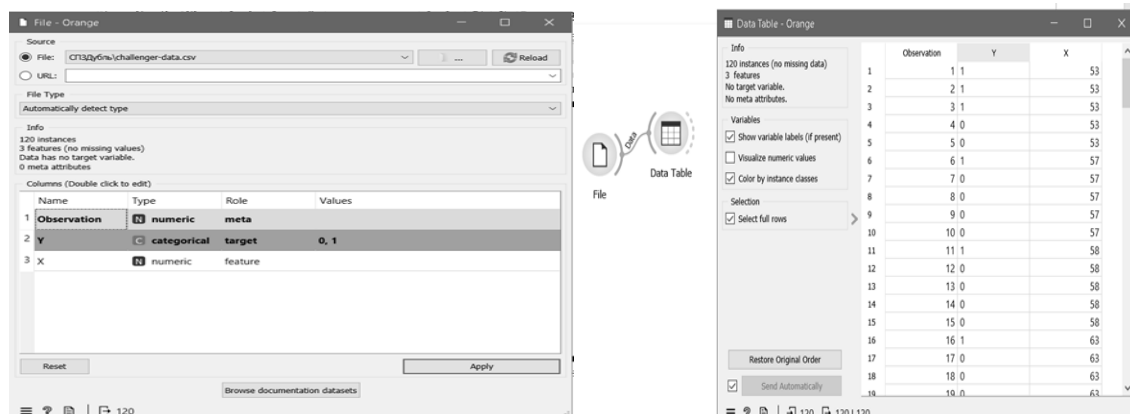 File - Orange
Source
File: СПЗДубль\challenger-data.csv
...
Reload
URL:
File Type
Automatically detect type
Info
120 instances
3 features (no missing values)
Data has no target variable.
0 meta attributes
Columns (Double click to edit)
Name Type Role Values
1 Observation N numeric meta
2 Y C categorical target 0, 1
3 X N numeric feature
Reset Apply
Browse documentation datasets
120
File
Data
Data Table
Data Table - Orange
Info
120 instances (no missing data)
3 features
No target variable.
No meta attributes.
Variables
Show variable labels (if present)
Visualize numeric values
Color by instance classes
Selection
Select full rows
Restore Original Order
Send Automatically
120 120 | 120
Observation Y X
1 1 1 53
2 2 1 53
3 3 1 53
4 4 0 53
5 5 0 53
6 6 1 57
7 7 0 57
8 8 0 57
9 9 0 57
10 10 0 57
11 11 1 58
12 12 0 58
13 13 0 58
14 14 0 58
15 15 0 58
16 16 1 63
17 17 0 63
18 18 0 63
19 19 0 63